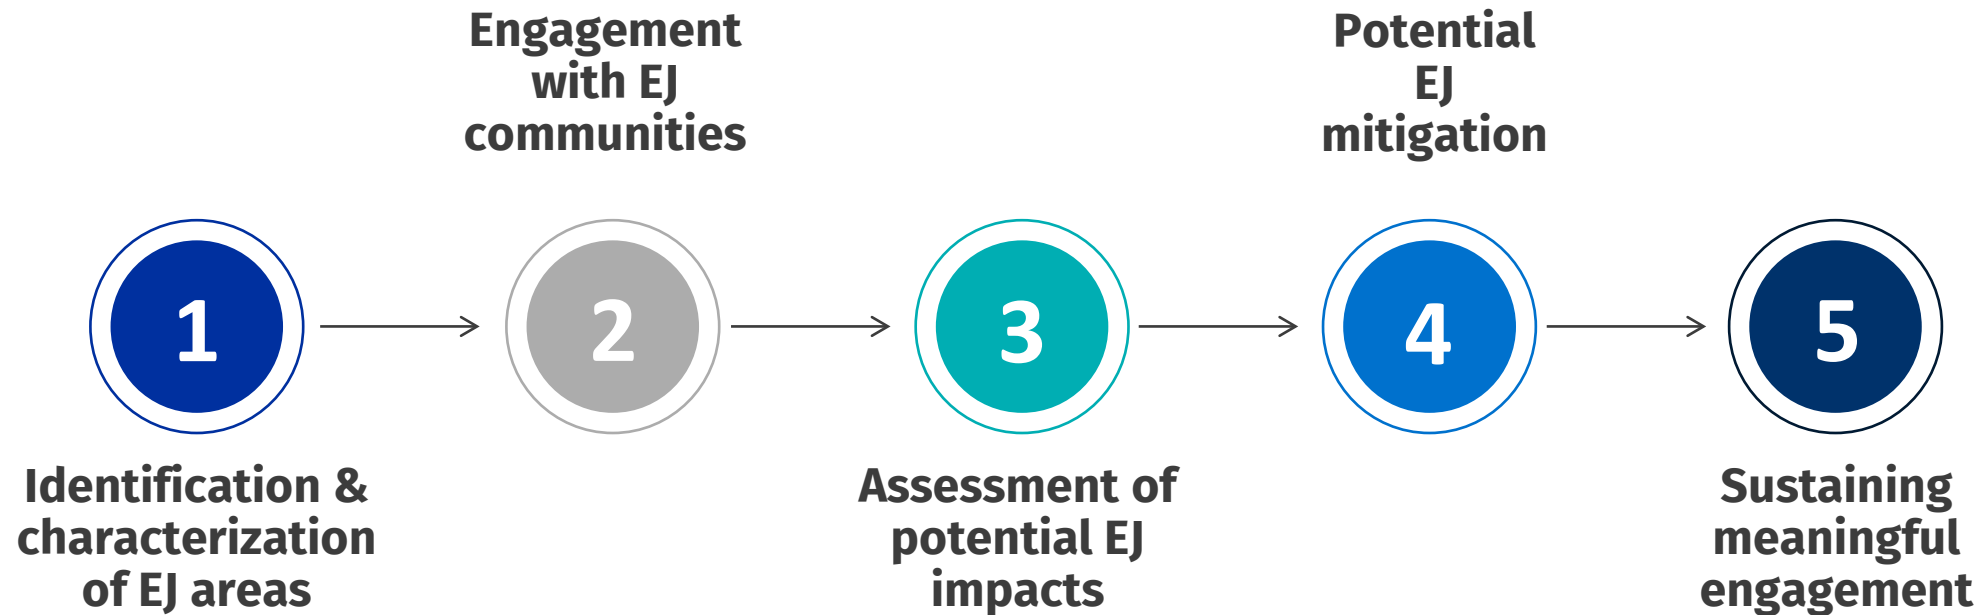 Engagement
with EJ
communities
Potential
EJ
mitigation
1
2
3
4
5
Identification &
characterization
of EJ areas
Assessment of
potential EJ
impacts
Sustaining
meaningful
engagement